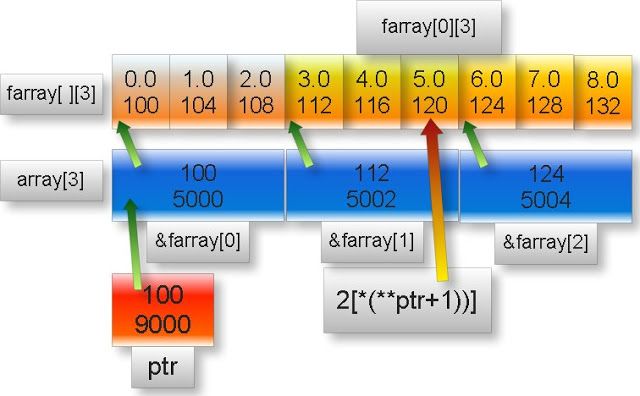 farray[0][3]
farray[ ][3]
0.0 1.0 2.0 3.0 4.0 5.0 6.0 7.0 8.0
100 104 108 112 116 120 124 128 132
array[3]
100 112 124
5000 5002 5004
&farray[0] &farray[1] &farray[2]
100
9000
2[*(**ptr+1))]
ptr